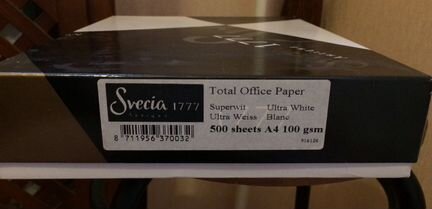 1777
Total Office Paper
Svecia 1777
Superwit Ultra White
Ultra Weiss Blanc
500 sheets A4 100 gsm
8 711956 370032